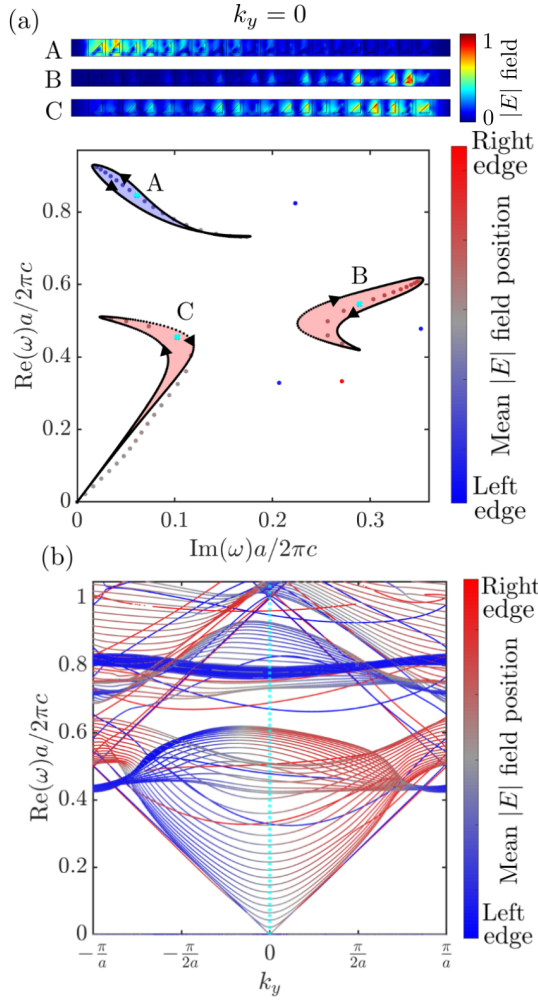 (a)
k_y = 0
A
B
C
1
0
|E| field
Right
edge
Mean |E| field position
Left
edge
Re(ω)a/2πc
0.8
0.6
0.4
0.2
0
A
B
C
0
0.1
0.2
0.3
Im(ω)a/2πc
(b)
Re(ω)a/2πc
1
0.8
0.6
0.4
0.2
0
−π/a
−π/2a
0
π/2a
π/a
k_y
Right
edge
Mean |E| field position
Left
edge